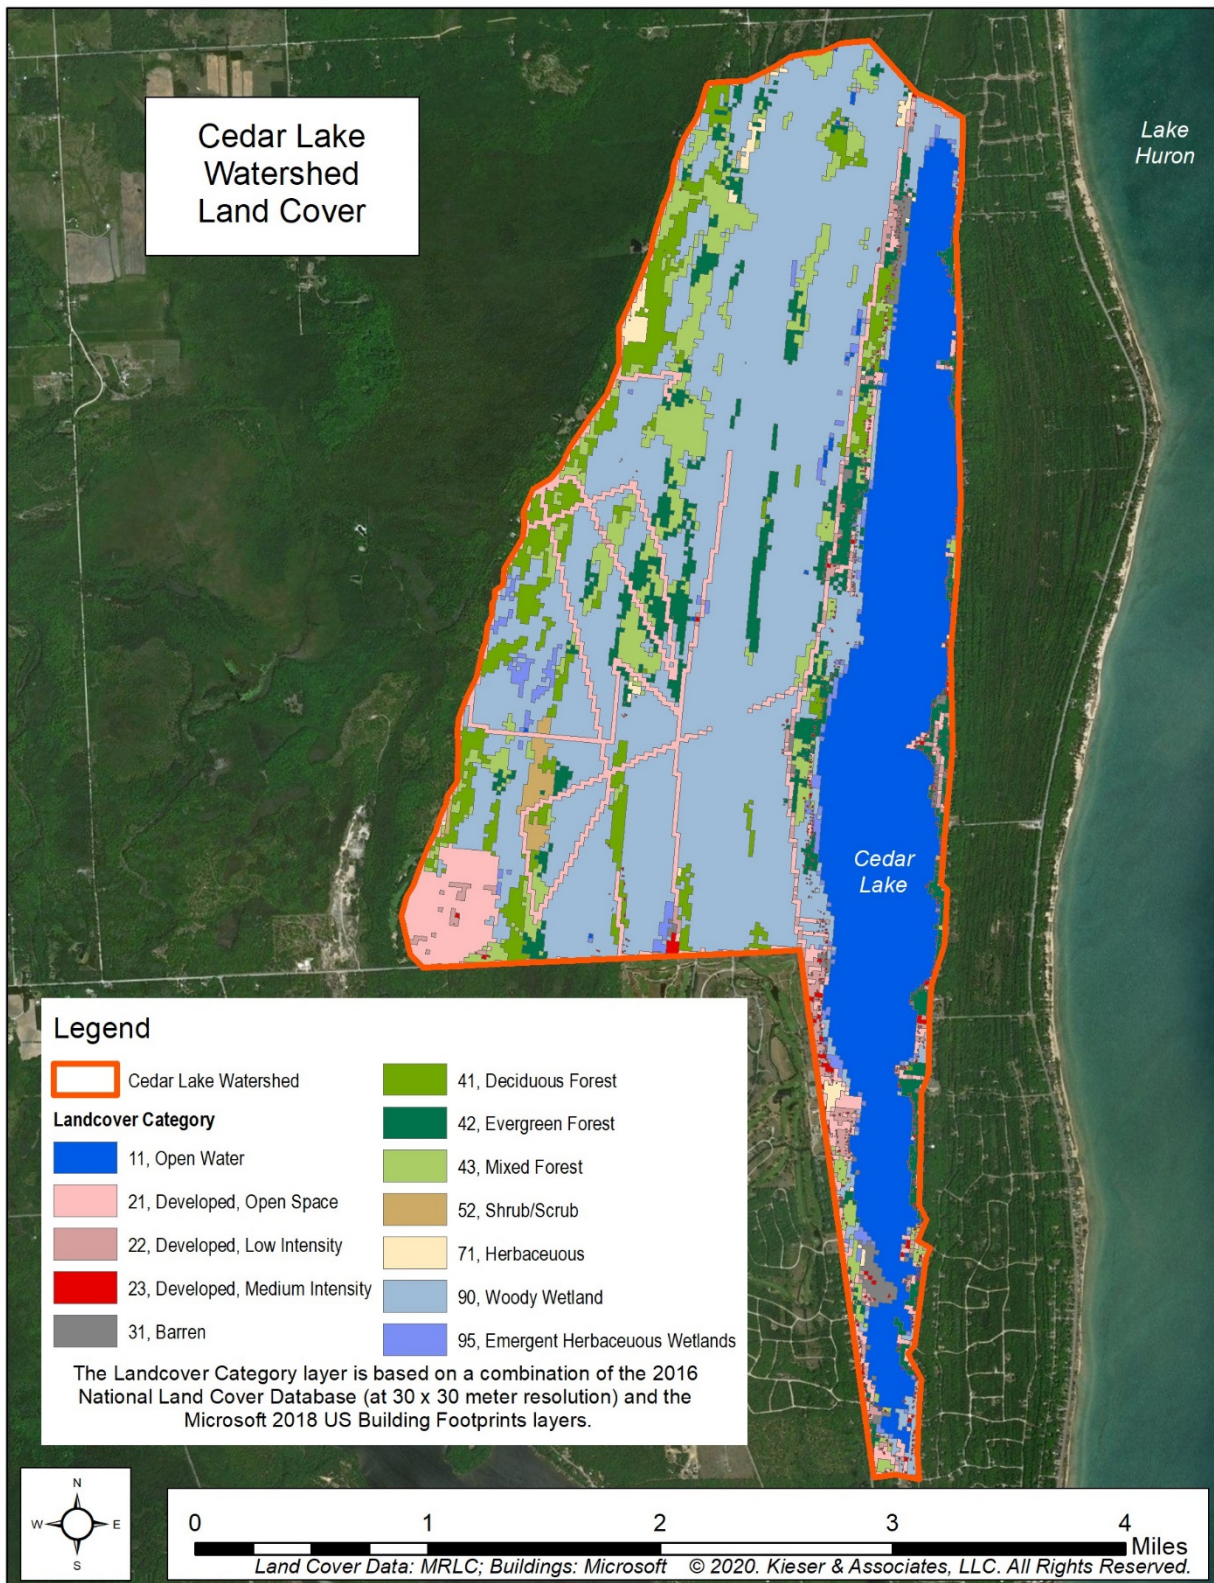 Cedar Lake
Watershed
Land Cover
Lake
Huron
Cedar
Lake
Legend
Cedar Lake Watershed
Landcover Category
11, Open Water
21, Developed, Open Space
22, Developed, Low Intensity
23, Developed, Medium Intensity
31, Barren
41, Deciduous Forest
42, Evergreen Forest
43, Mixed Forest
52, Shrub/Scrub
71, Herbaceuous
90, Woody Wetland
95, Emergent Herbaceuous Wetlands
The Landcover Category layer is based on a combination of the 2016
National Land Cover Database (at 30 x 30 meter resolution) and the
Microsoft 2018 US Building Footprints layers.
N
W E
S
0 1 2 3 4
Miles
Land Cover Data: MRLC; Buildings: Microsoft © 2020. Kieser & Associates, LLC. All Rights Reserved.